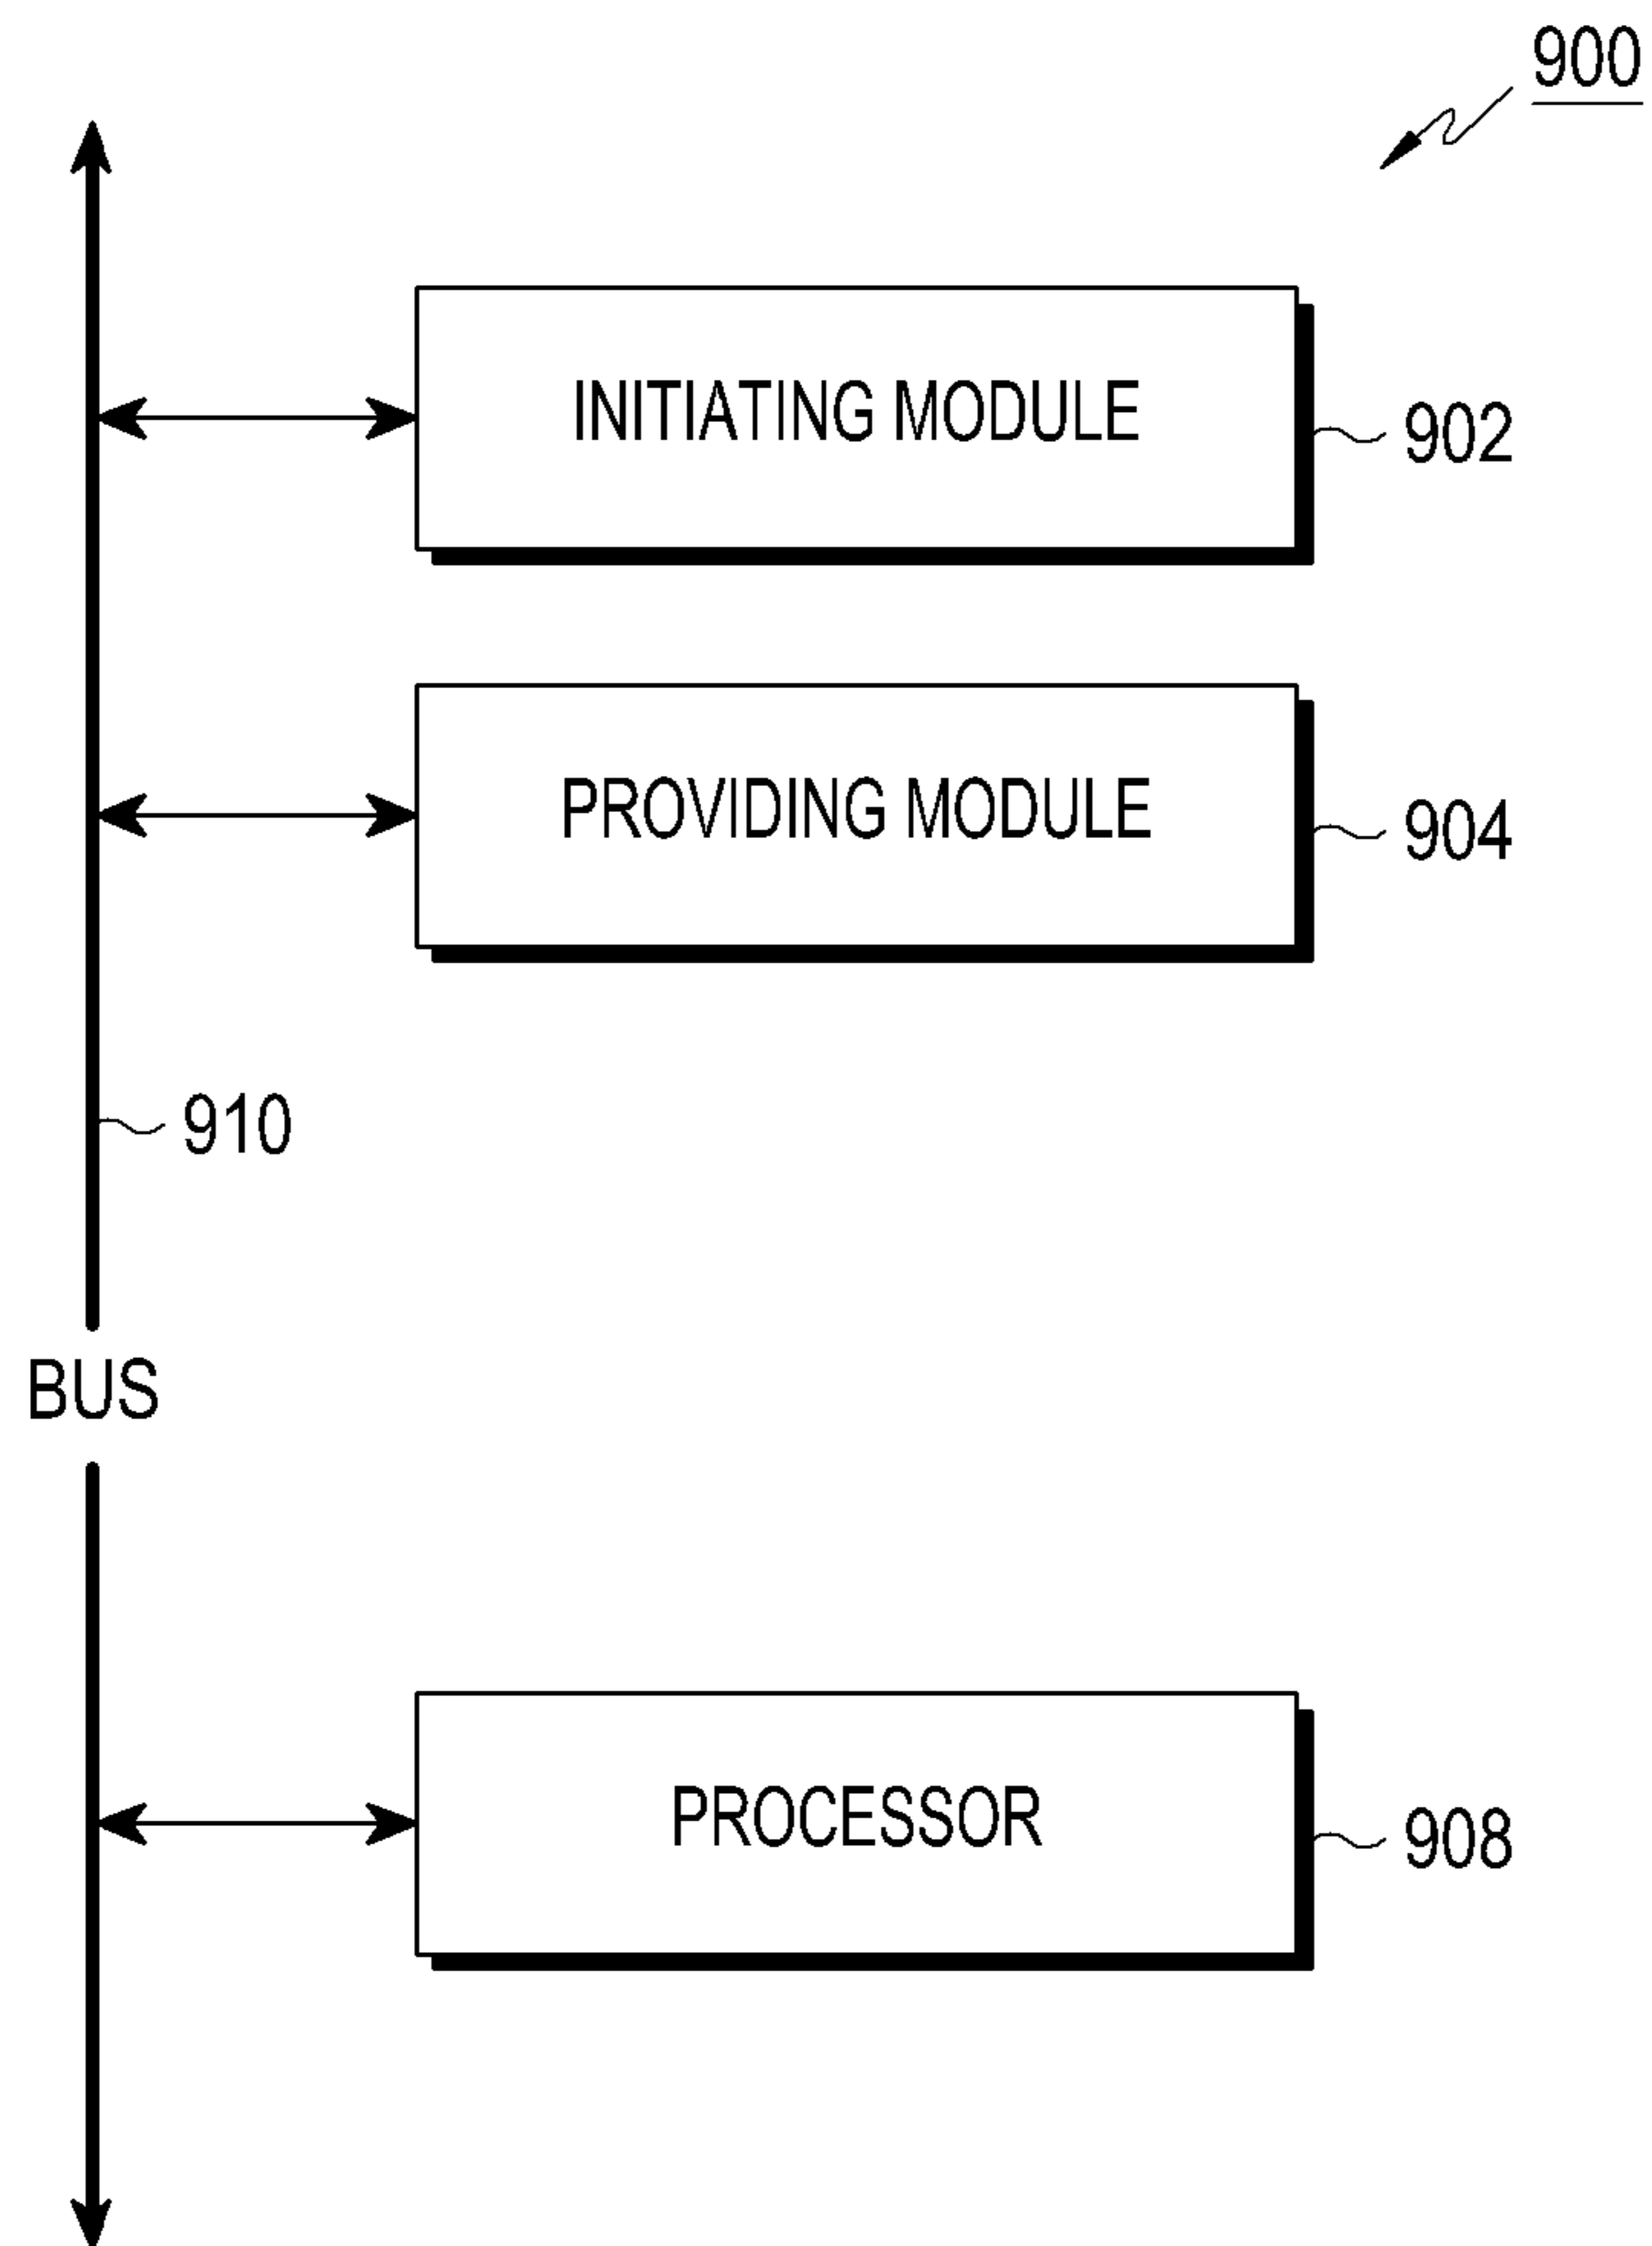 900
INITIATING MODULE
902
PROVIDING MODULE
904
910
BUS
PROCESSOR
908